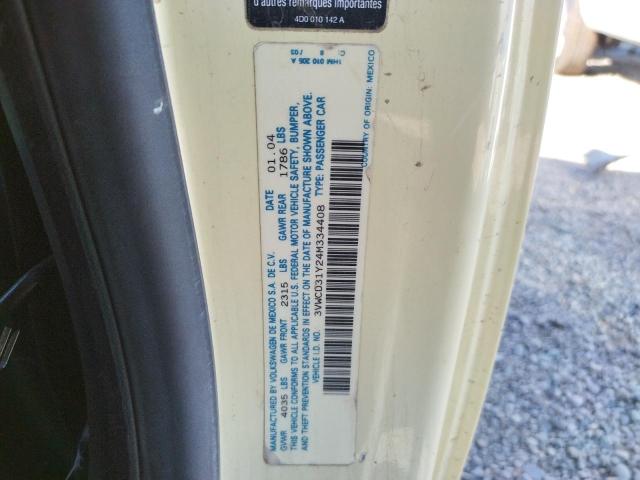 d'autres remarques importantes
4D0 010 142 A
1HM 010 205 A
/ 03
MANUFACTURED BY VOLKSWAGEN DE MEXICO S.A. DE C.V. DATE 01.04
GVWR 4035 LBS GAWR FRONT 2315 LBS GAWR REAR 1786 LBS
THIS VEHICLE CONFORMS TO ALL APPLICABLE U.S. FEDERAL MOTOR VEHICLE SAFETY, BUMPER,
AND THEFT PREVENTION STANDARDS IN EFFECT ON THE DATE OF MANUFACTURE SHOWN ABOVE.
VEHICLE I.D. NO. 3VWCD31Y24M334408 TYPE: PASSENGER CAR
COUNTRY OF ORIGIN: MEXICO